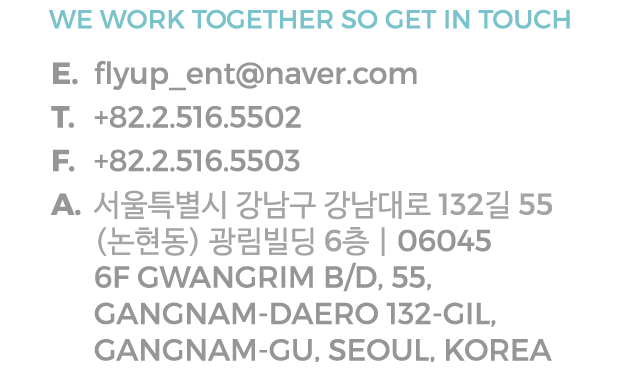 WE WORK TOGETHER SO GET IN TOUCH
E. flyup_ent@naver.com
T. +82.2.516.5502
F. +82.2.516.5503
A. 서울특별시 강남구 강남대로 132길 55
(논현동) 광림빌딩 6층 | 06045
6F GWANGRIM B/D, 55,
GANGNAM-DAERO 132-GIL,
GANGNAM-GU, SEOUL, KOREA